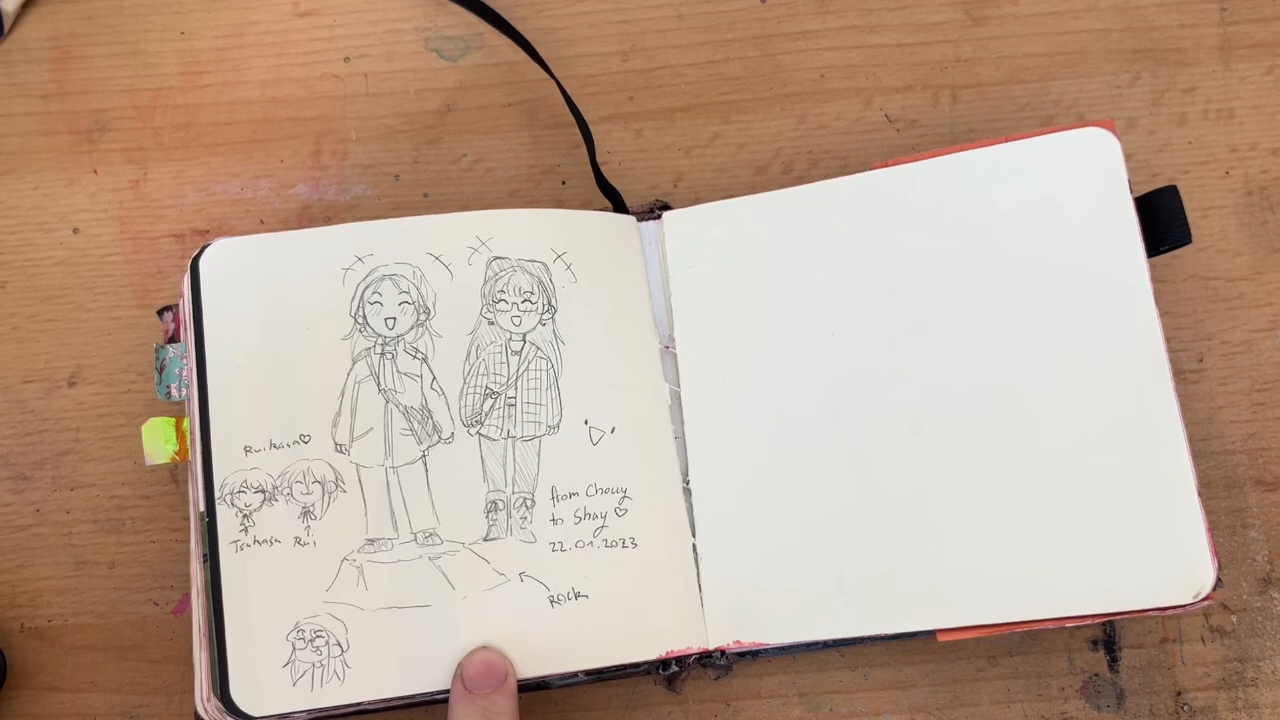 Ruikasa♡
Tsukasa Rui
from Chouy
to Shay ♡
22.01.2023
Rock